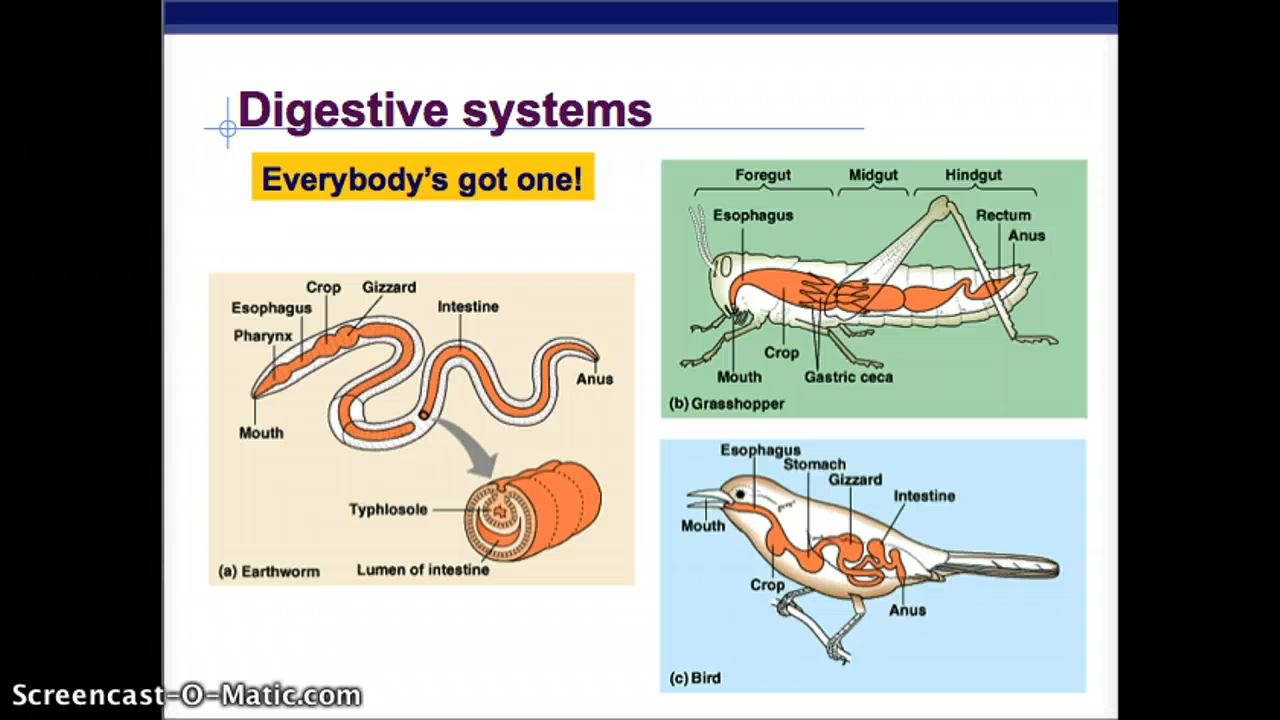 Digestive systems
Everybody's got one!
Crop Gizzard
Esophagus
Intestine
Pharynx
Anus
Mouth
Typhlosole
Lumen of intestine
(a) Earthworm
Foregut Midgut Hindgut
Esophagus Rectum
Anus
Crop
Mouth Gastric ceca
(b) Grasshopper
Esophagus
Stomach
Gizzard
Intestine
Mouth
Crop
Anus
(c) Bird
Screencast-O-Matic.com